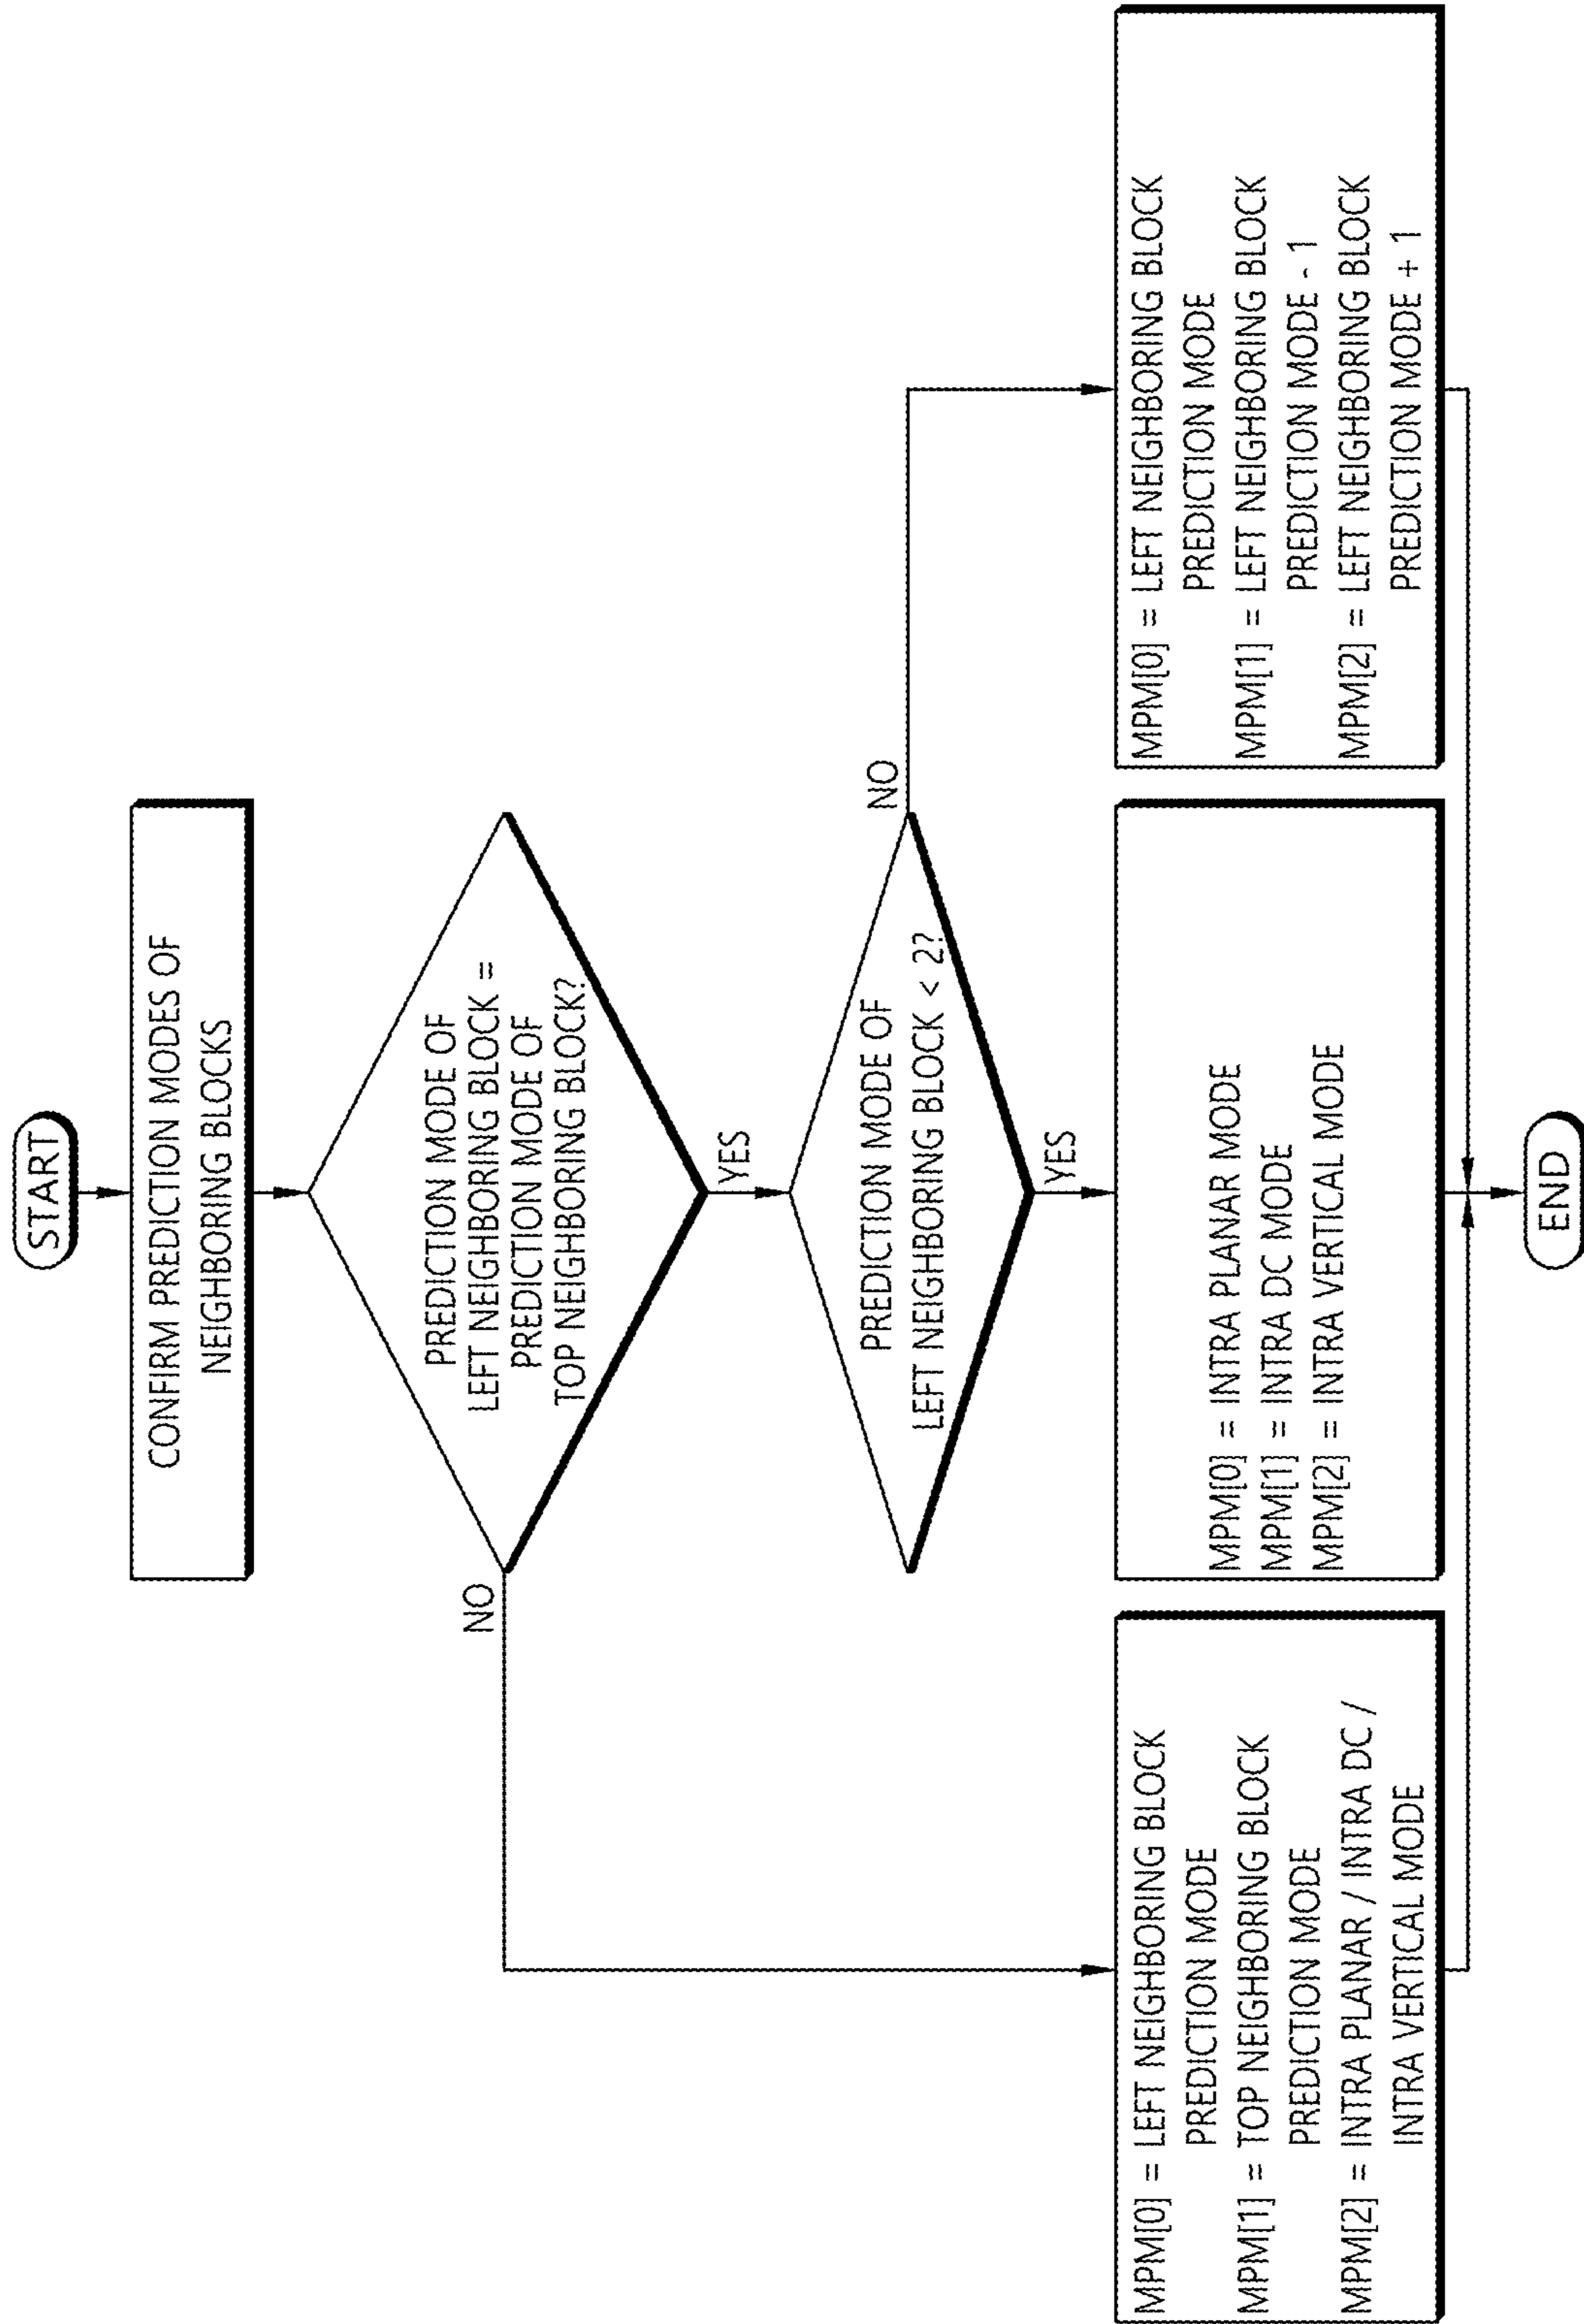 START
CONFIRM PREDICTION MODES OF
NEIGHBORING BLOCKS
PREDICTION MODE OF
LEFT NEIGHBORING BLOCK =
PREDICTION MODE OF
TOP NEIGHBORING BLOCK?
NO
YES
PREDICTION MODE OF
LEFT NEIGHBORING BLOCK < 2?
NO
YES
MPM[0] = LEFT NEIGHBORING BLOCK
PREDICTION MODE
MPM[1] = TOP NEIGHBORING BLOCK
PREDICTION MODE
MPM[2] = INTRA PLANAR / INTRA DC /
INTRA VERTICAL MODE
MPM[0] = INTRA PLANAR MODE
MPM[1] = INTRA DC MODE
MPM[2] = INTRA VERTICAL MODE
MPM[0] = LEFT NEIGHBORING BLOCK
PREDICTION MODE
MPM[1] = LEFT NEIGHBORING BLOCK
PREDICTION MODE - 1
MPM[2] = LEFT NEIGHBORING BLOCK
PREDICTION MODE + 1
END